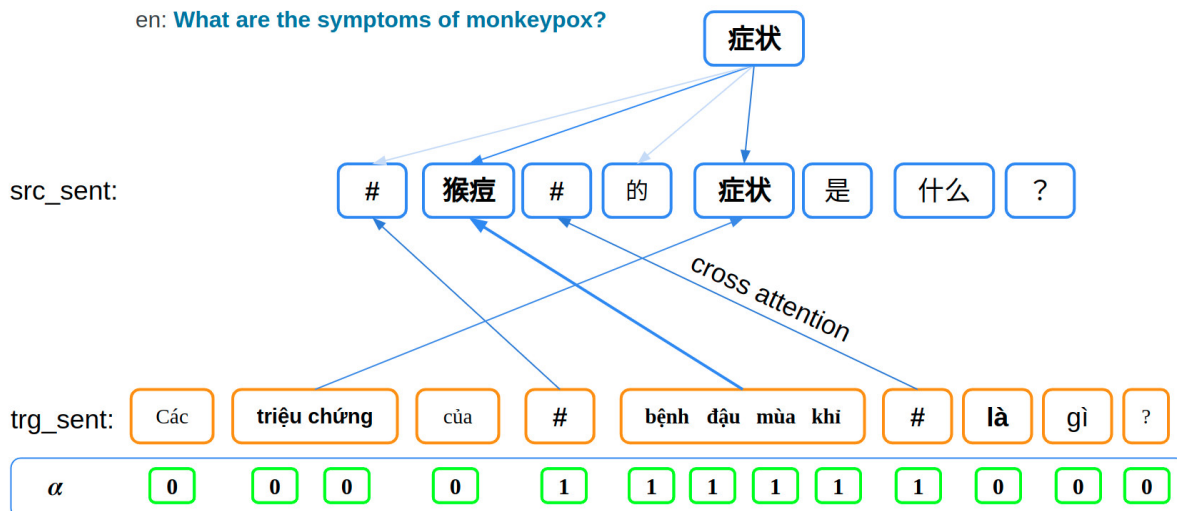 en: What are the symptoms of monkeypox?
症状
src_sent: # 猴痘 # 的 症状 是 什么 ？
cross attention
trg_sent: Các triệu chứng của # bệnh đậu mùa khỉ # là gì ?
α 0 0 0 0 1 1 1 1 1 1 0 0 0